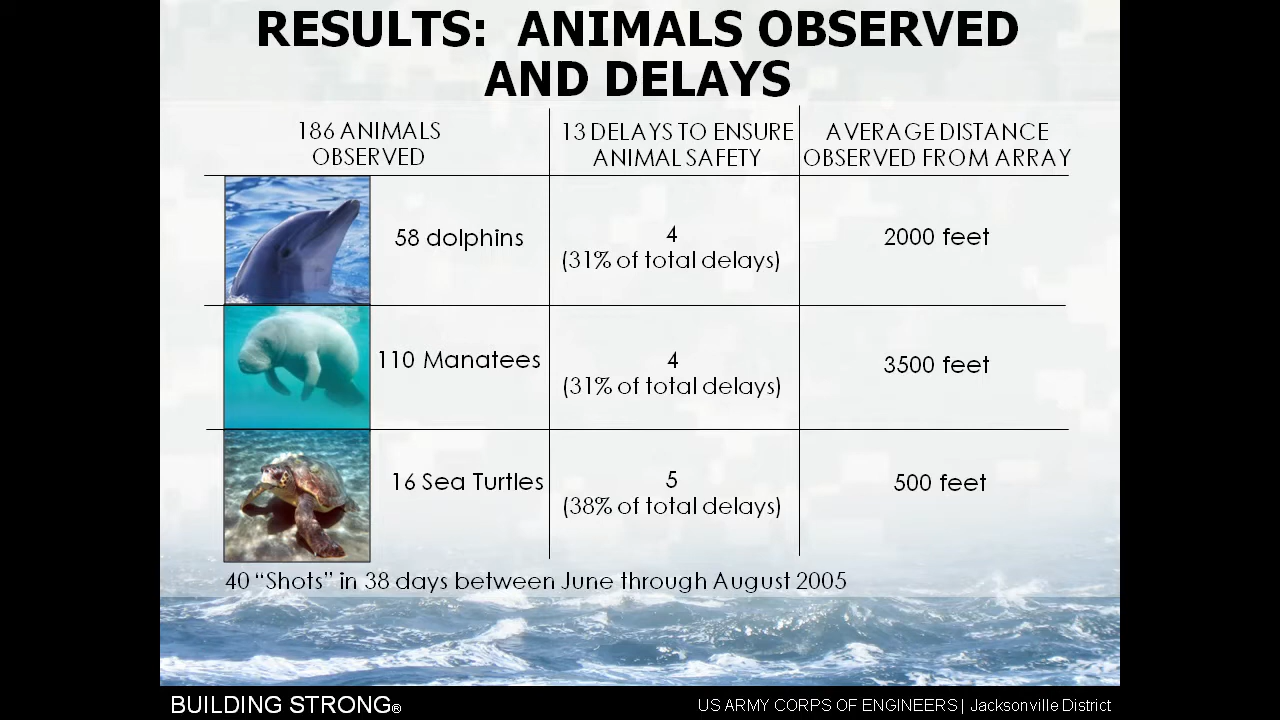 RESULTS: ANIMALS OBSERVED
AND DELAYS
186 ANIMALS
OBSERVED
13 DELAYS TO ENSURE
ANIMAL SAFETY
AVERAGE DISTANCE
OBSERVED FROM ARRAY
58 dolphins
4
(31% of total delays)
2000 feet
110 Manatees
4
(31% of total delays)
3500 feet
16 Sea Turtles
5
(38% of total delays)
500 feet
40 “Shots” in 38 days between June through August 2005
BUILDING STRONG®
US ARMY CORPS OF ENGINEERS | Jacksonville District